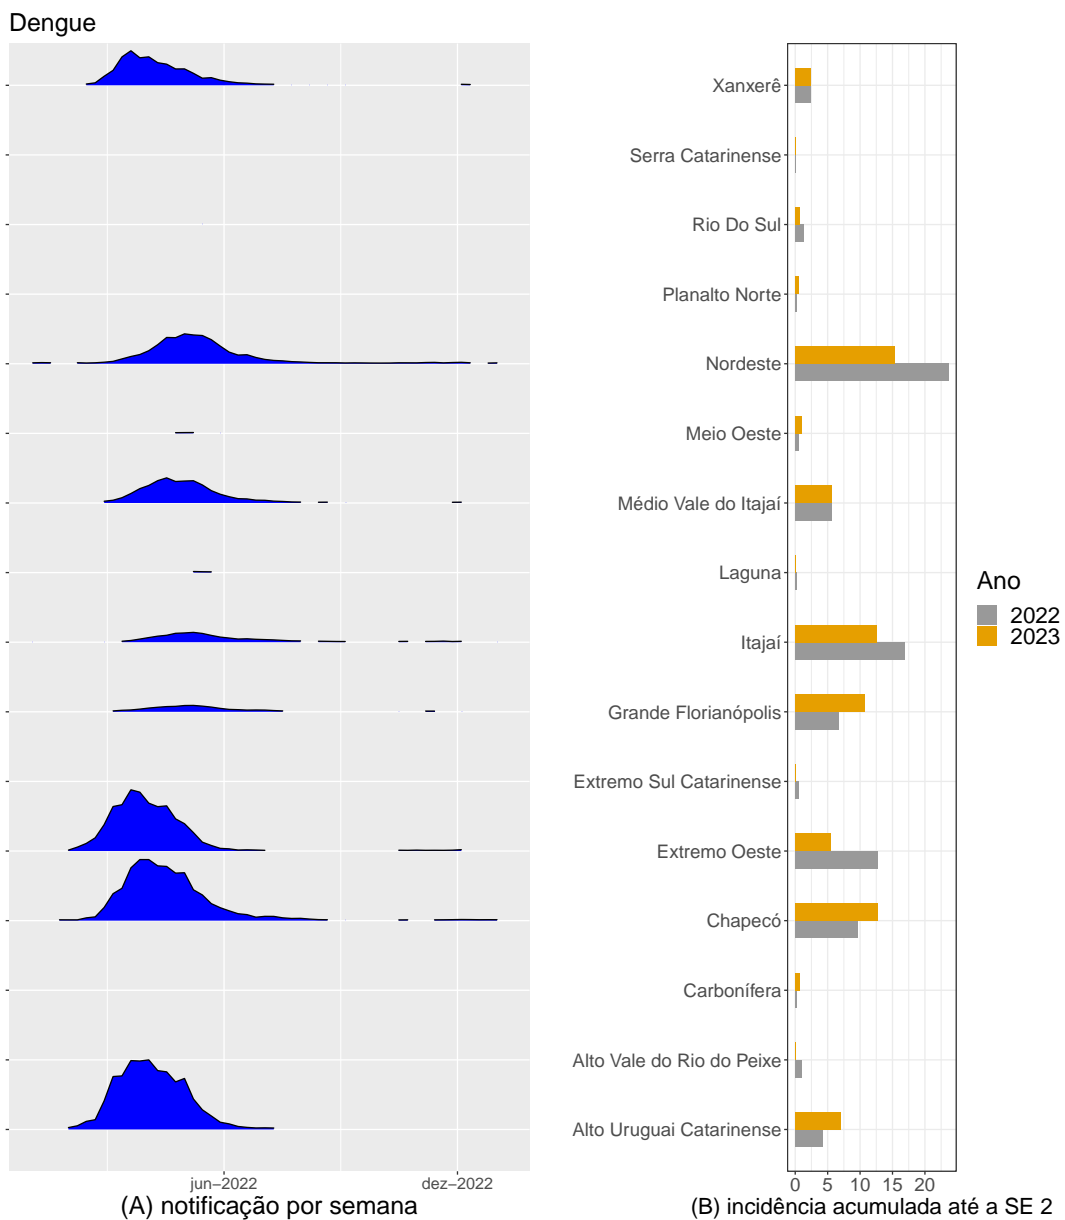 Dengue
Xanxerê
Serra Catarinense
Rio Do Sul
Planalto Norte
Nordeste
Meio Oeste
Médio Vale do Itajaí
Laguna
Itajaí
Grande Florianópolis
Extremo Sul Catarinense
Extremo Oeste
Chapecó
Carbonífera
Alto Vale do Rio do Peixe
Alto Uruguai Catarinense
Ano
2022
2023
jun–2022 dez–2022
(A) notificação por semana
0 5 10 15 20
(B) incidência acumulada até a SE 2